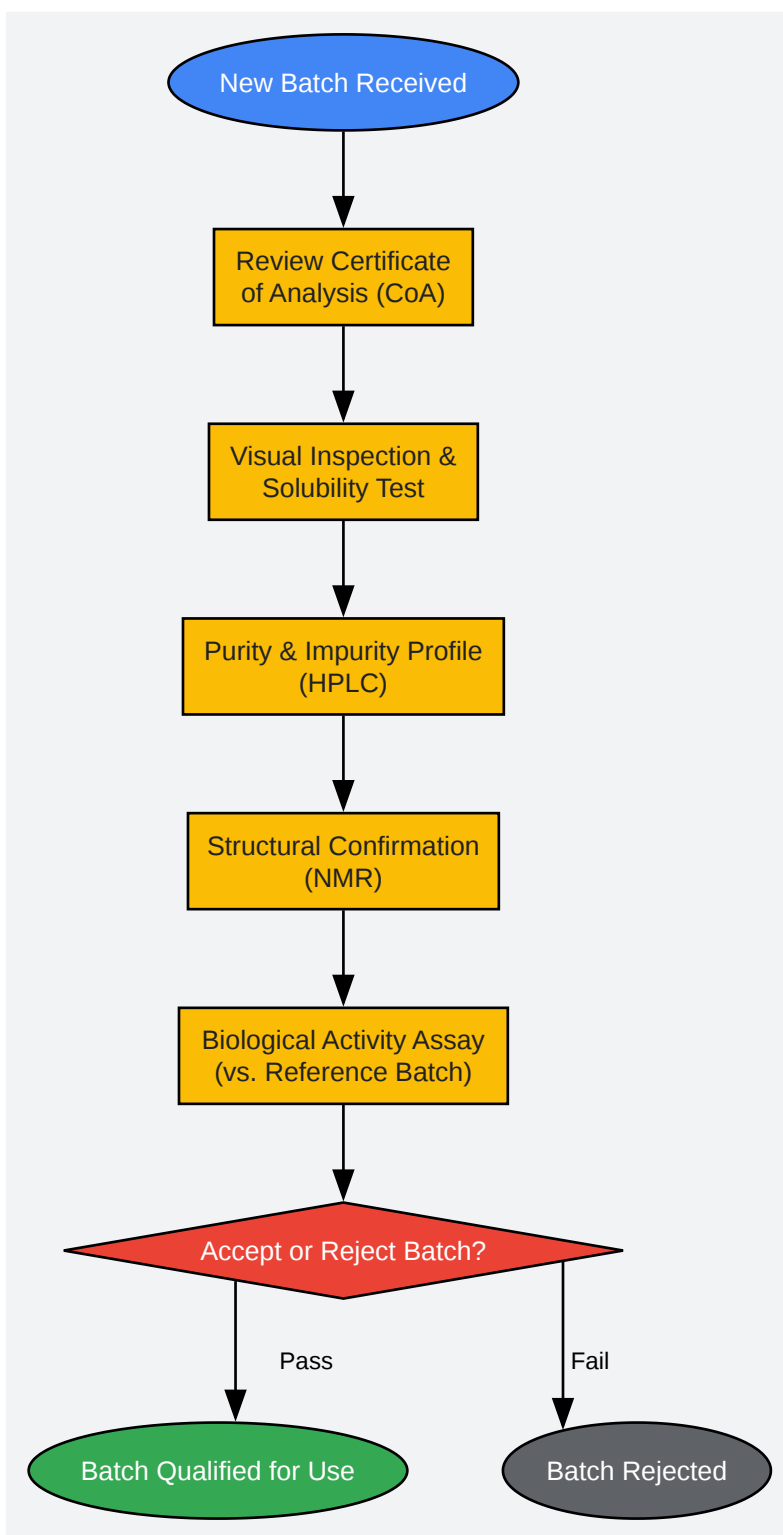 New Batch Received
Review Certificate
of Analysis (CoA)
Visual Inspection &
Solubility Test
Purity & Impurity Profile
(HPLC)
Structural Confirmation
(NMR)
Biological Activity Assay
(vs. Reference Batch)
Accept or Reject Batch?
Pass
Fail
Batch Qualified for Use
Batch Rejected